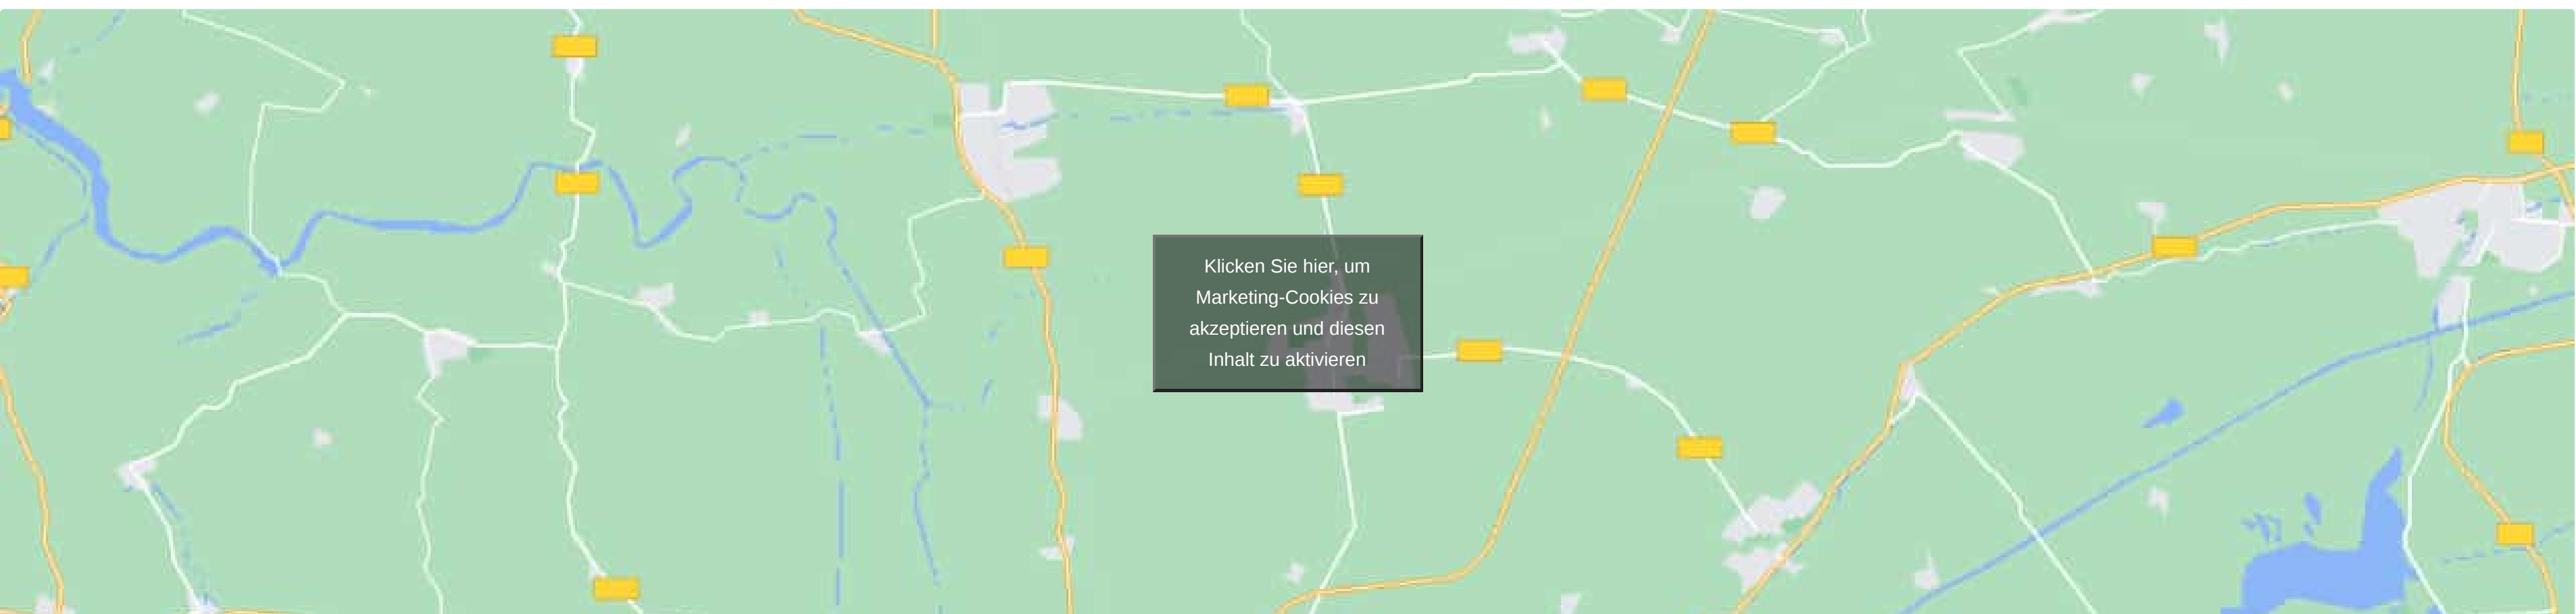 Klicken Sie hier, um
Marketing-Cookies zu
akzeptieren und diesen
Inhalt zu aktivieren